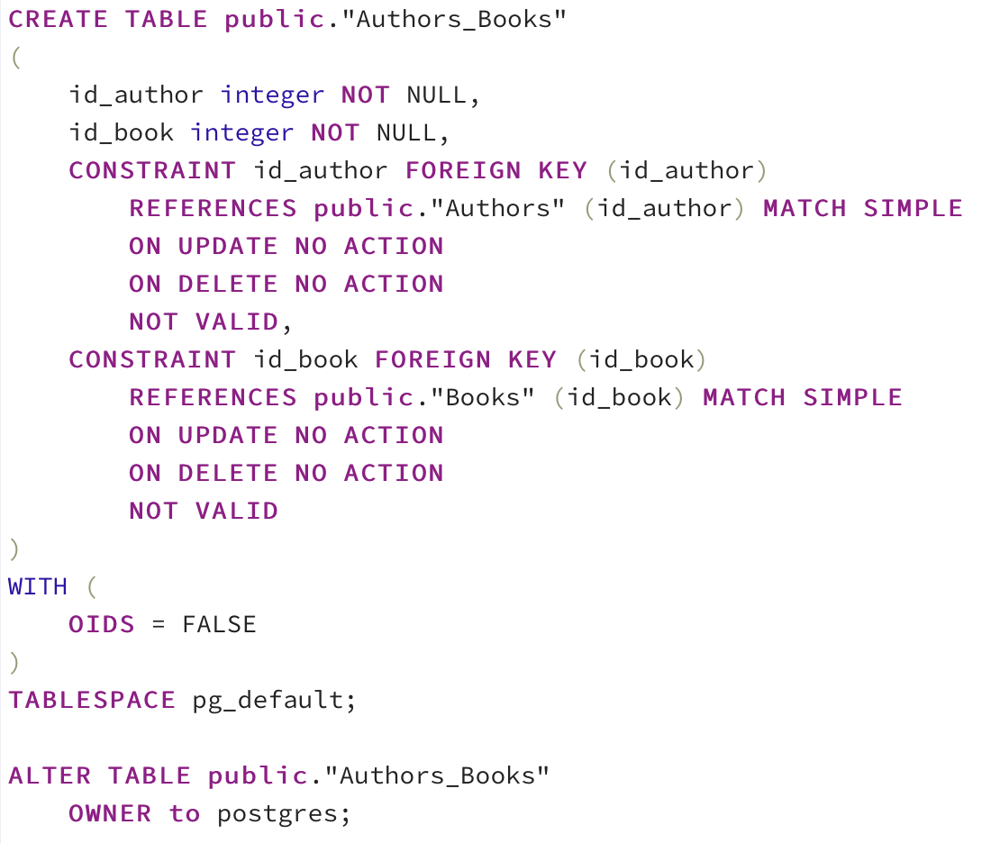 CREATE TABLE public."Authors_Books"
(
    id_author integer NOT NULL,
    id_book integer NOT NULL,
    CONSTRAINT id_author FOREIGN KEY (id_author)
        REFERENCES public."Authors" (id_author) MATCH SIMPLE
        ON UPDATE NO ACTION
        ON DELETE NO ACTION
        NOT VALID,
    CONSTRAINT id_book FOREIGN KEY (id_book)
        REFERENCES public."Books" (id_book) MATCH SIMPLE
        ON UPDATE NO ACTION
        ON DELETE NO ACTION
        NOT VALID
)
WITH (
    OIDS = FALSE
)
TABLESPACE pg_default;

ALTER TABLE public."Authors_Books"
    OWNER to postgres;